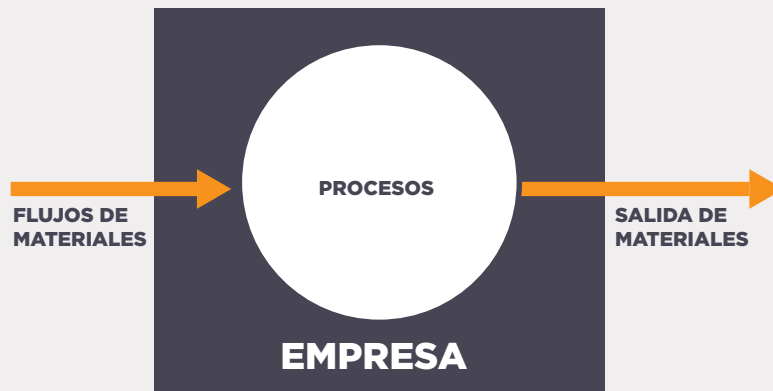 PROCESOS
FLUJOS DE
MATERIALES
SALIDA DE
MATERIALES
EMPRESA